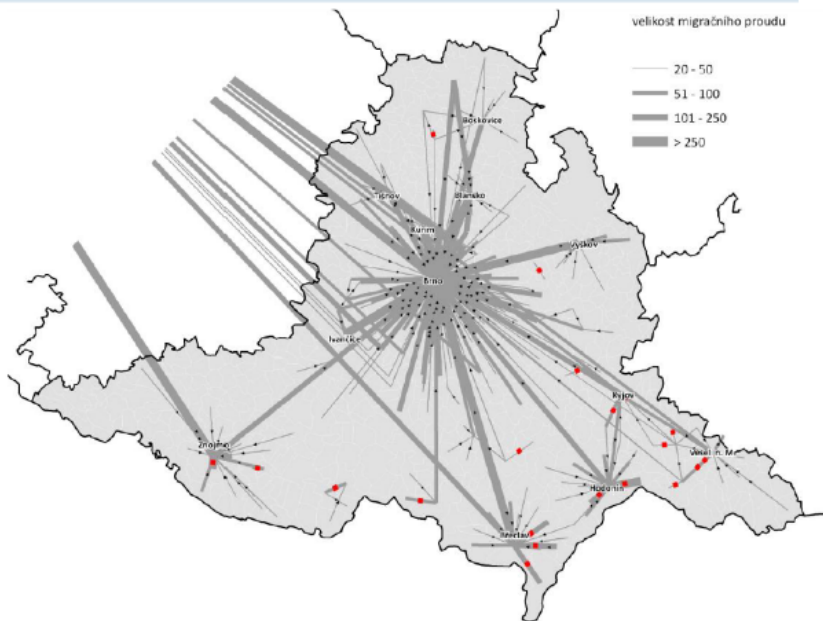 velikost migračního proudu
20 - 50
51 - 100
101 - 250
> 250
Boskovice
Tišnov
Blansko
Kuřim
Vyškov
Brno
Ivančice
Kyjov
Znojmo
Veselí n. M.
Hodonín
Břeclav